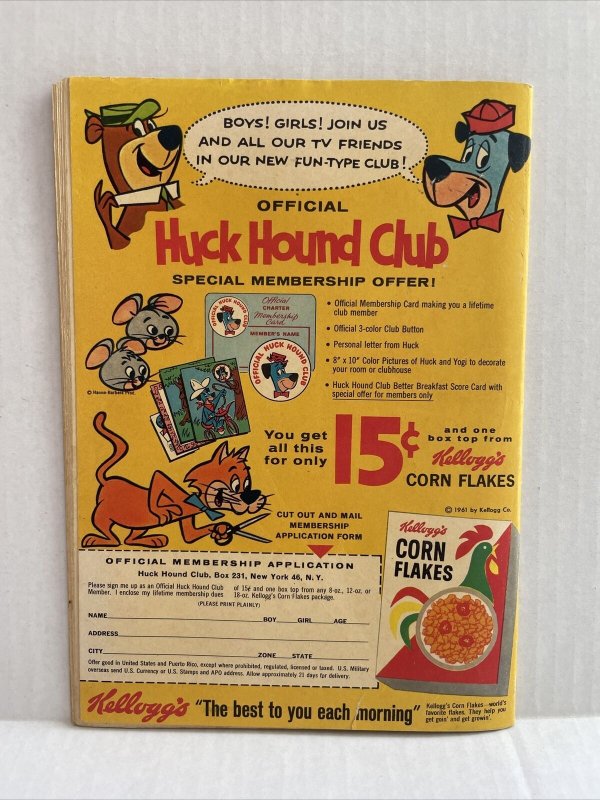 BOYS! GIRLS! JOIN US
AND ALL OUR TV FRIENDS
IN OUR NEW FUN-TYPE CLUB!
OFFICIAL
Huck Hound Club
SPECIAL MEMBERSHIP OFFER!
OFFICIAL HUCK HOUND CLUB
Official
CHARTER
Membership
Card
MEMBER'S NAME
OFFICIAL HUCK HOUND CLUB
• Official Membership Card making you a lifetime
club member
• Official 3-color Club Button
• Personal letter from Huck
• 8" x 10" Color Pictures of Huck and Yogi to decorate
your room or clubhouse
• Huck Hound Club Better Breakfast Score Card with
special offer for members only
© Hanna-Barbera Prod.
You get
all this
for only
15¢
and one
box top from
Kellogg's
CORN FLAKES
© 1961 by Kellogg Co.
CUT OUT AND MAIL
MEMBERSHIP
APPLICATION FORM
Kellogg's
CORN
FLAKES
OFFICIAL MEMBERSHIP APPLICATION
Huck Hound Club, Box 231, New York 46, N. Y.
Please sign me up as an Official Huck Hound Club
Member. I enclose my lifetime membership dues
of 15¢ and one box top from any 8-oz., 12-oz. or
18-oz. Kellogg's Corn Flakes package.
(PLEASE PRINT PLAINLY)
NAME BOY GIRL AGE
ADDRESS
CITY ZONE STATE
Offer good in United States and Puerto Rico, except where prohibited, regulated, licensed or taxed. U.S. Military
overseas send U.S. Currency or U.S. Stamps and APO address. Allow approximately 21 days for delivery.
Kellogg's "The best to you each morning"
Kellogg's Corn Flakes—world's
favorite flakes. They help you
get goin' and get growin'.